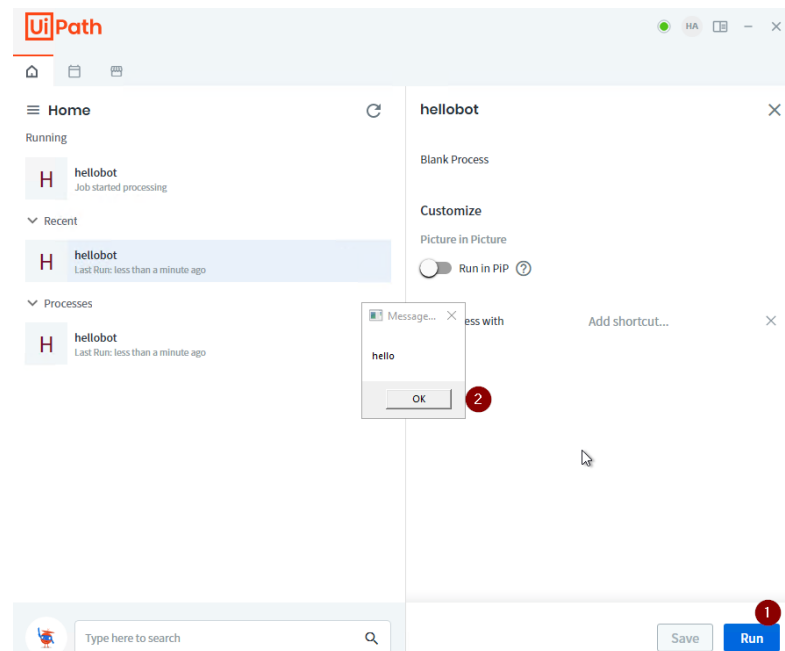 UiPath
HA
Home
Running
H
hellobot
Job started processing
Recent
H
hellobot
Last Run: less than a minute ago
Processes
H
hellobot
Last Run: less than a minute ago
Type here to search
hellobot
Blank Process
Customize
Picture in Picture
Run in PiP ?
ess with
Add shortcut...
Message...
hello
OK
2
1
Save
Run